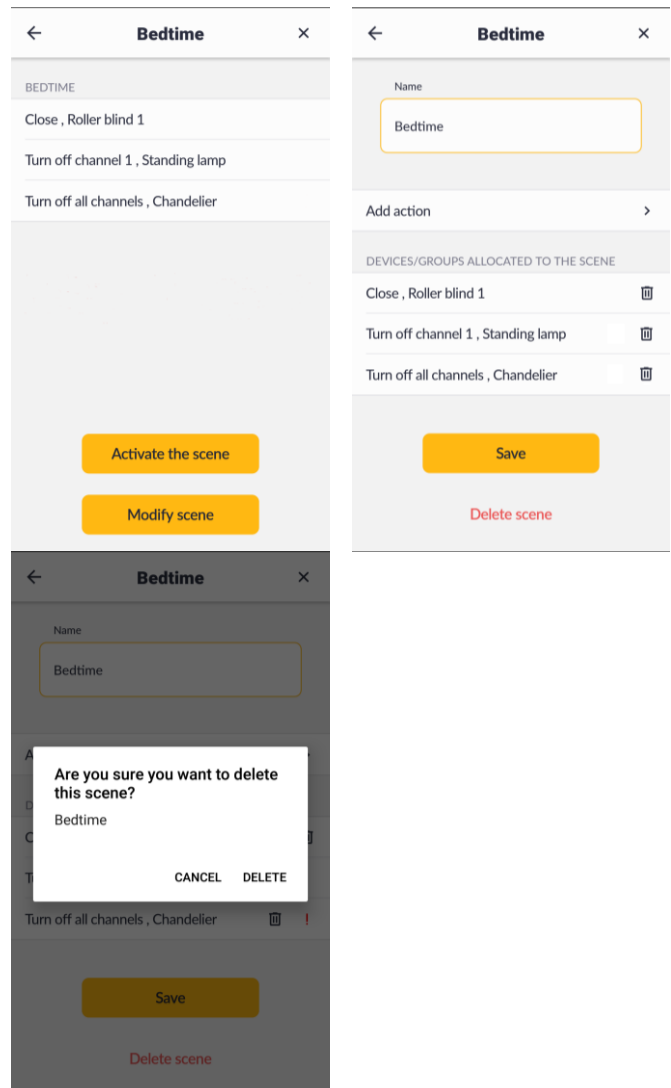 Bedtime
BEDTIME
Close , Roller blind 1
Turn off channel 1 , Standing lamp
Turn off all channels , Chandelier
Activate the scene
Modify scene
Bedtime
Name
Bedtime
Add action
DEVICES/GROUPS ALLOCATED TO THE SCENE
Close , Roller blind 1
Turn off channel 1 , Standing lamp
Turn off all channels , Chandelier
Save
Delete scene
Bedtime
Name
Bedtime
A
Are you sure you want to delete
this scene?
Bedtime
D
C
T
CANCEL DELETE
Turn off all channels , Chandelier !
Save
Delete scene